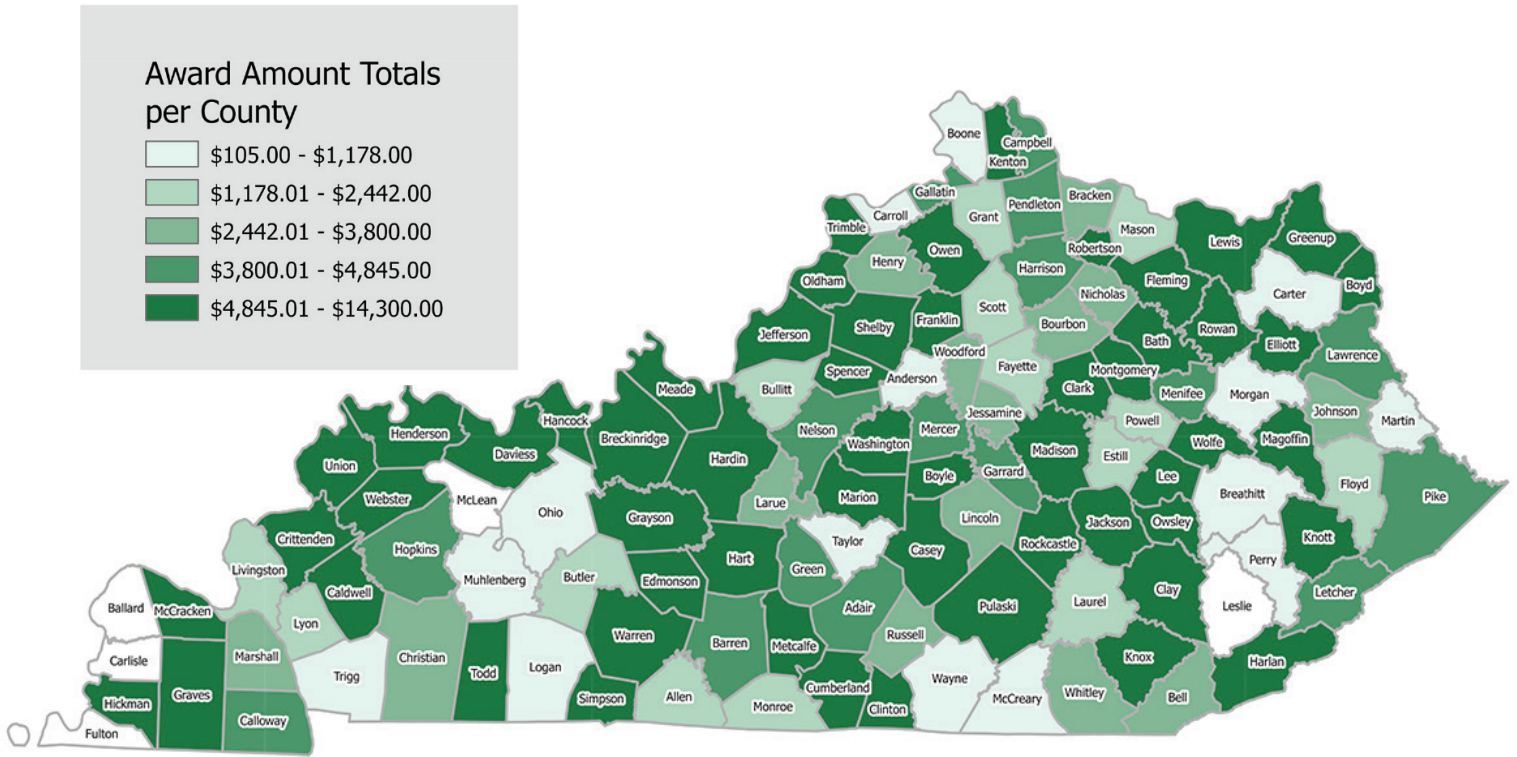 Award Amount Totals
per County
$105.00 - $1,178.00
$1,178.01 - $2,442.00
$2,442.01 - $3,800.00
$3,800.01 - $4,845.00
$4,845.01 - $14,300.00
Boone
Campbell
Kenton
Gallatin
Carroll
Trimble
Grant
Pendleton
Bracken
Mason
Owen
Robertson
Lewis
Greenup
Henry
Oldham
Harrison
Fleming
Carter
Boyd
Nicholas
Scott
Jefferson
Shelby
Franklin
Bourbon
Bath
Rowan
Elliott
Lawrence
Woodford
Fayette
Spencer
Anderson
Montgomery
Clark
Menifee
Morgan
Bullitt
Meade
Jessamine
Johnson
Martin
Hancock
Powell
Nelson
Mercer
Henderson
Breckinridge
Washington
Wolfe
Magoffin
Daviess
Madison
Estill
Hardin
Union
Garrard
Boyle
Lee
Floyd
Pike
Breathitt
Webster
McLean
Larue
Marion
Ohio
Grayson
Lincoln
Jackson
Owsley
Crittenden
Rockcastle
Knott
Taylor
Hopkins
Casey
Hart
Perry
Livingston
Green
Muhlenberg
Butler
Edmonson
Caldwell
Clay
Letcher
Ballard
McCracken
Adair
Pulaski
Laurel
Leslie
Lyon
Warren
Russell
Barren
Metcalfe
Marshall
Christian
Knox
Carlisle
Harlan
Logan
Todd
Trigg
Wayne
Cumberland
Graves
Simpson
Allen
McCreary
Whitley
Bell
Hickman
Monroe
Clinton
Calloway
Fulton